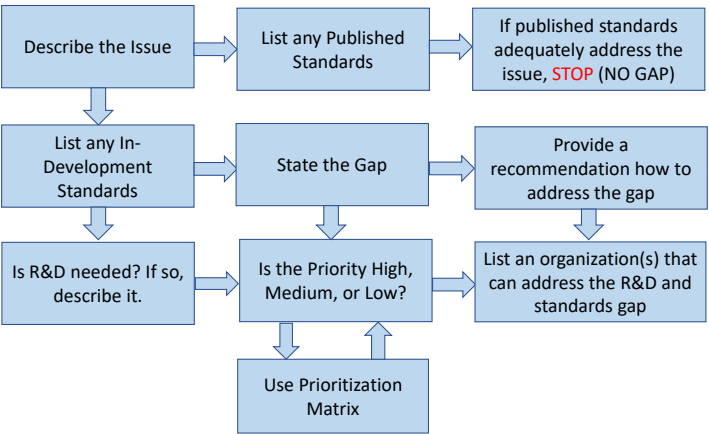 Describe the Issue
List any Published
Standards
If published standards
adequately address the
issue, STOP (NO GAP)
List any In-
Development
Standards
State the Gap
Provide a
recommendation how to
address the gap
Is R&D needed? If so,
describe it.
Is the Priority High,
Medium, or Low?
List an organization(s) that
can address the R&D and
standards gap
Use Prioritization
Matrix